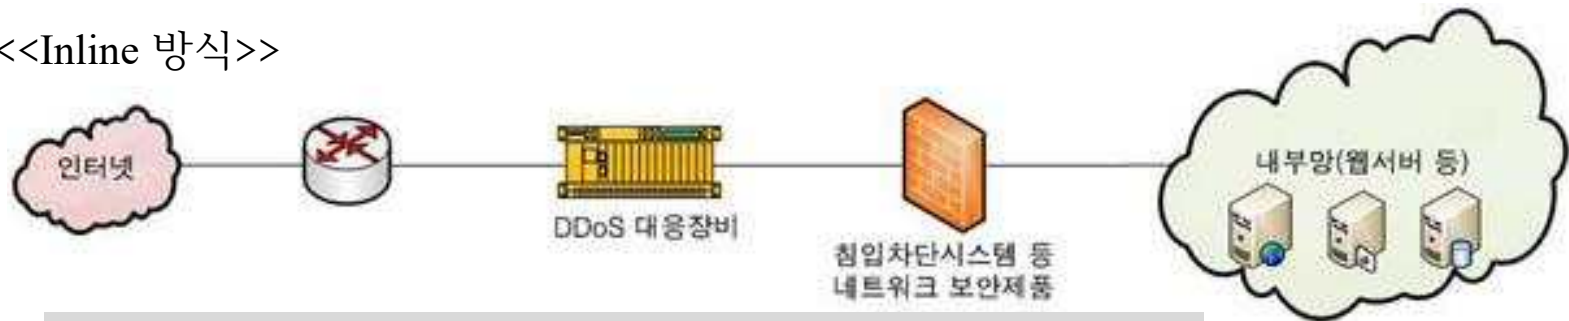 <<Inline 방식>>
인터넷
DDoS 대응장비
침입차단시스템 등
네트워크 보안제품
내부망(웹서버 등)